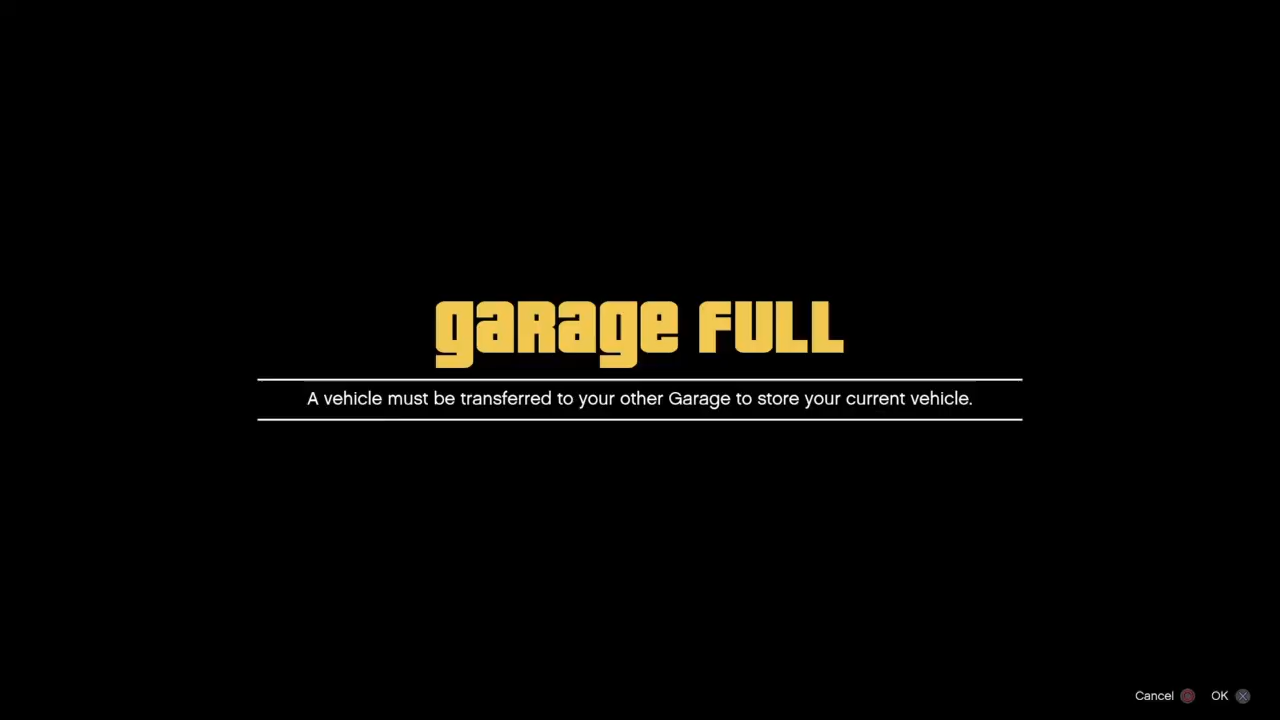 garage FULL
A vehicle must be transferred to your other Garage to store your current vehicle.
Cancel OK